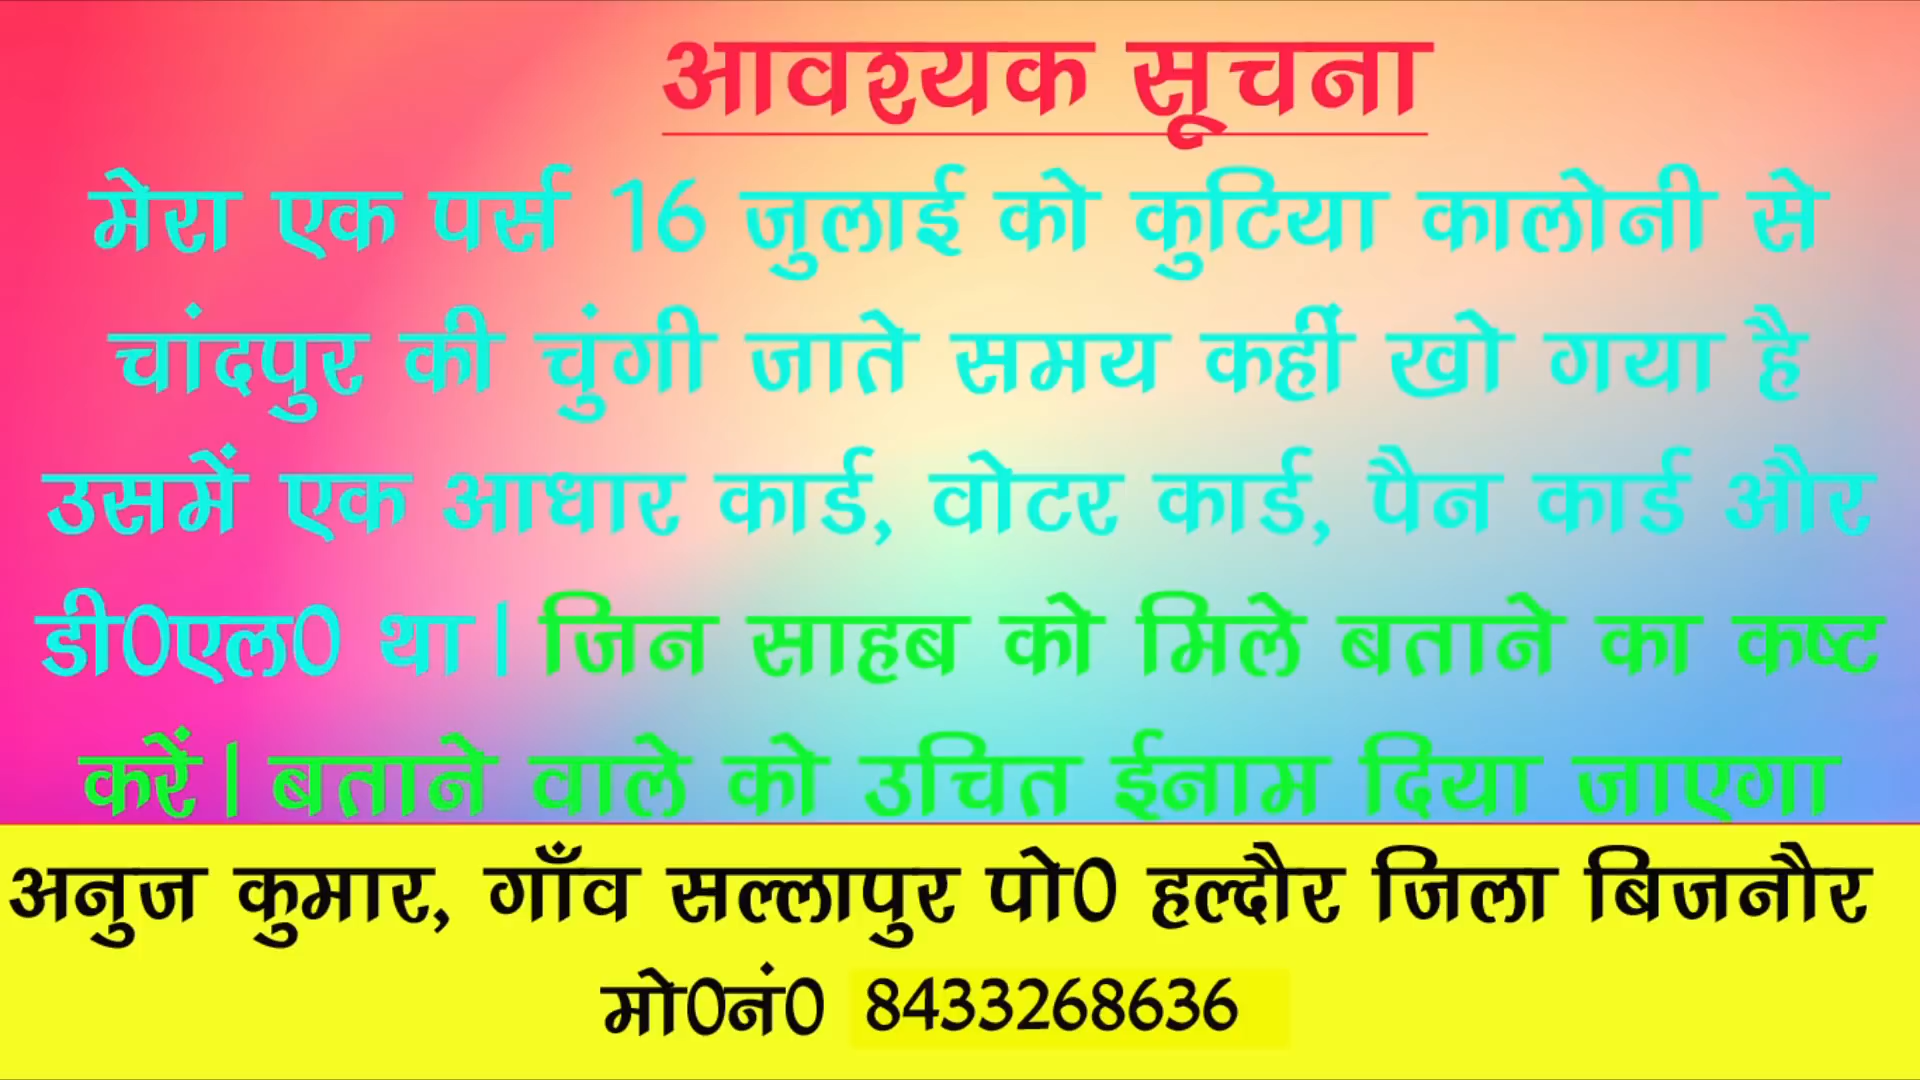 आवश्यक सूचना
मेरा एक पर्स 16 जुलाई को कुटिया कालोनी से
चांदपुर की चुंगी जाते समय कहीं खो गया है
उसमें एक आधार कार्ड, वोटर कार्ड, पैन कार्ड और
डी0एल0 था। जिन साहब को मिले बताने का कष्ट
करें। बताने वाले को उचित ईनाम दिया जाएगा
अनुज कुमार, गाँव सल्लापुर पो0 हल्दौर जिला बिजनौर
मो0नं0 8433268636